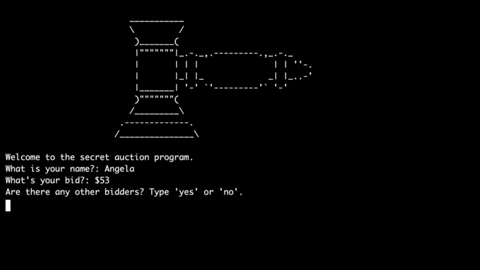 Welcome to the secret auction program.
What is your name?: Angela
What's your bid?: $53
Are there any other bidders? Type 'yes' or 'no'.